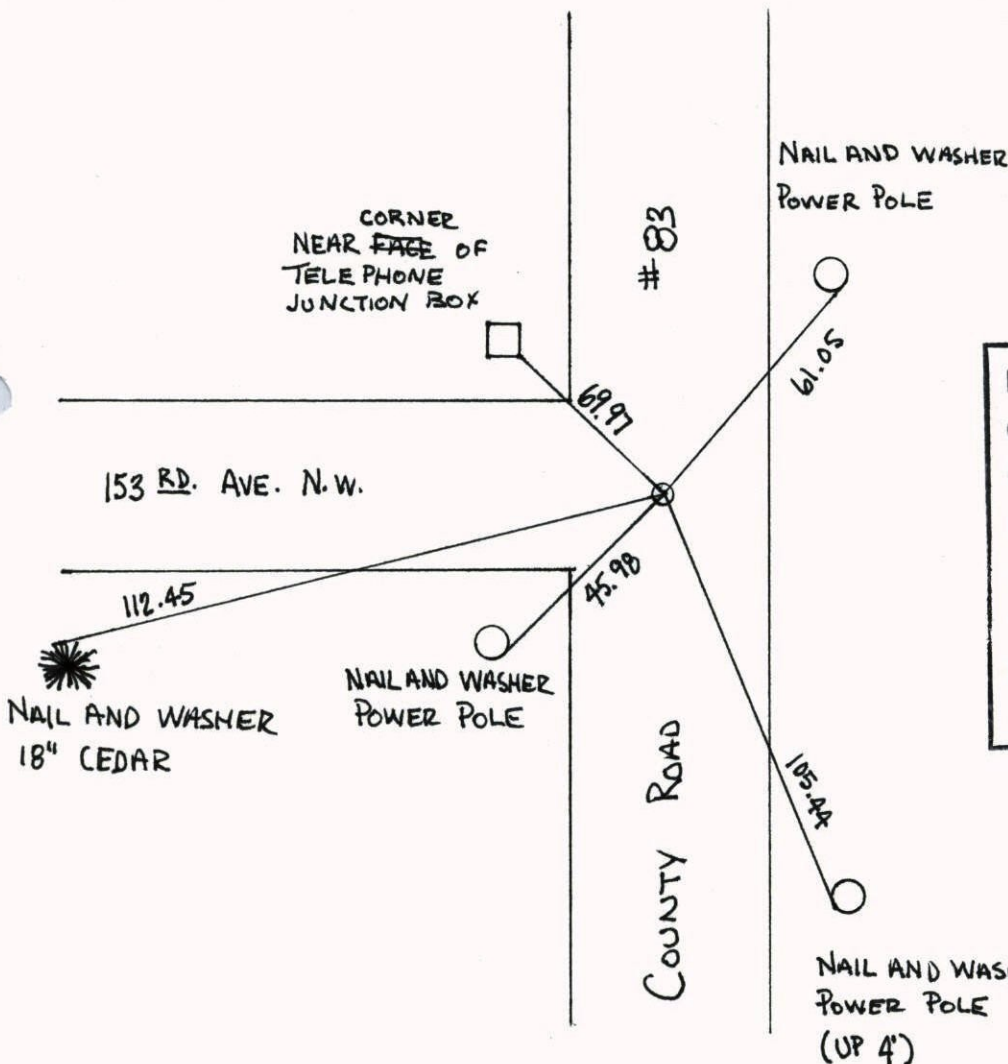 NAIL AND WASHER
POWER POLE
CORNER
NEAR FACE OF
TELEPHONE
JUNCTION BOX
#83
61.05
69.97
153 RD. AVE. N.W.
45.98
112.45
NAIL AND WASHER
POWER POLE
NAIL AND WASHER
18" CEDAR
COUNTY ROAD
105.44
NAIL AND WAS
POWER POLE
(UP 4')